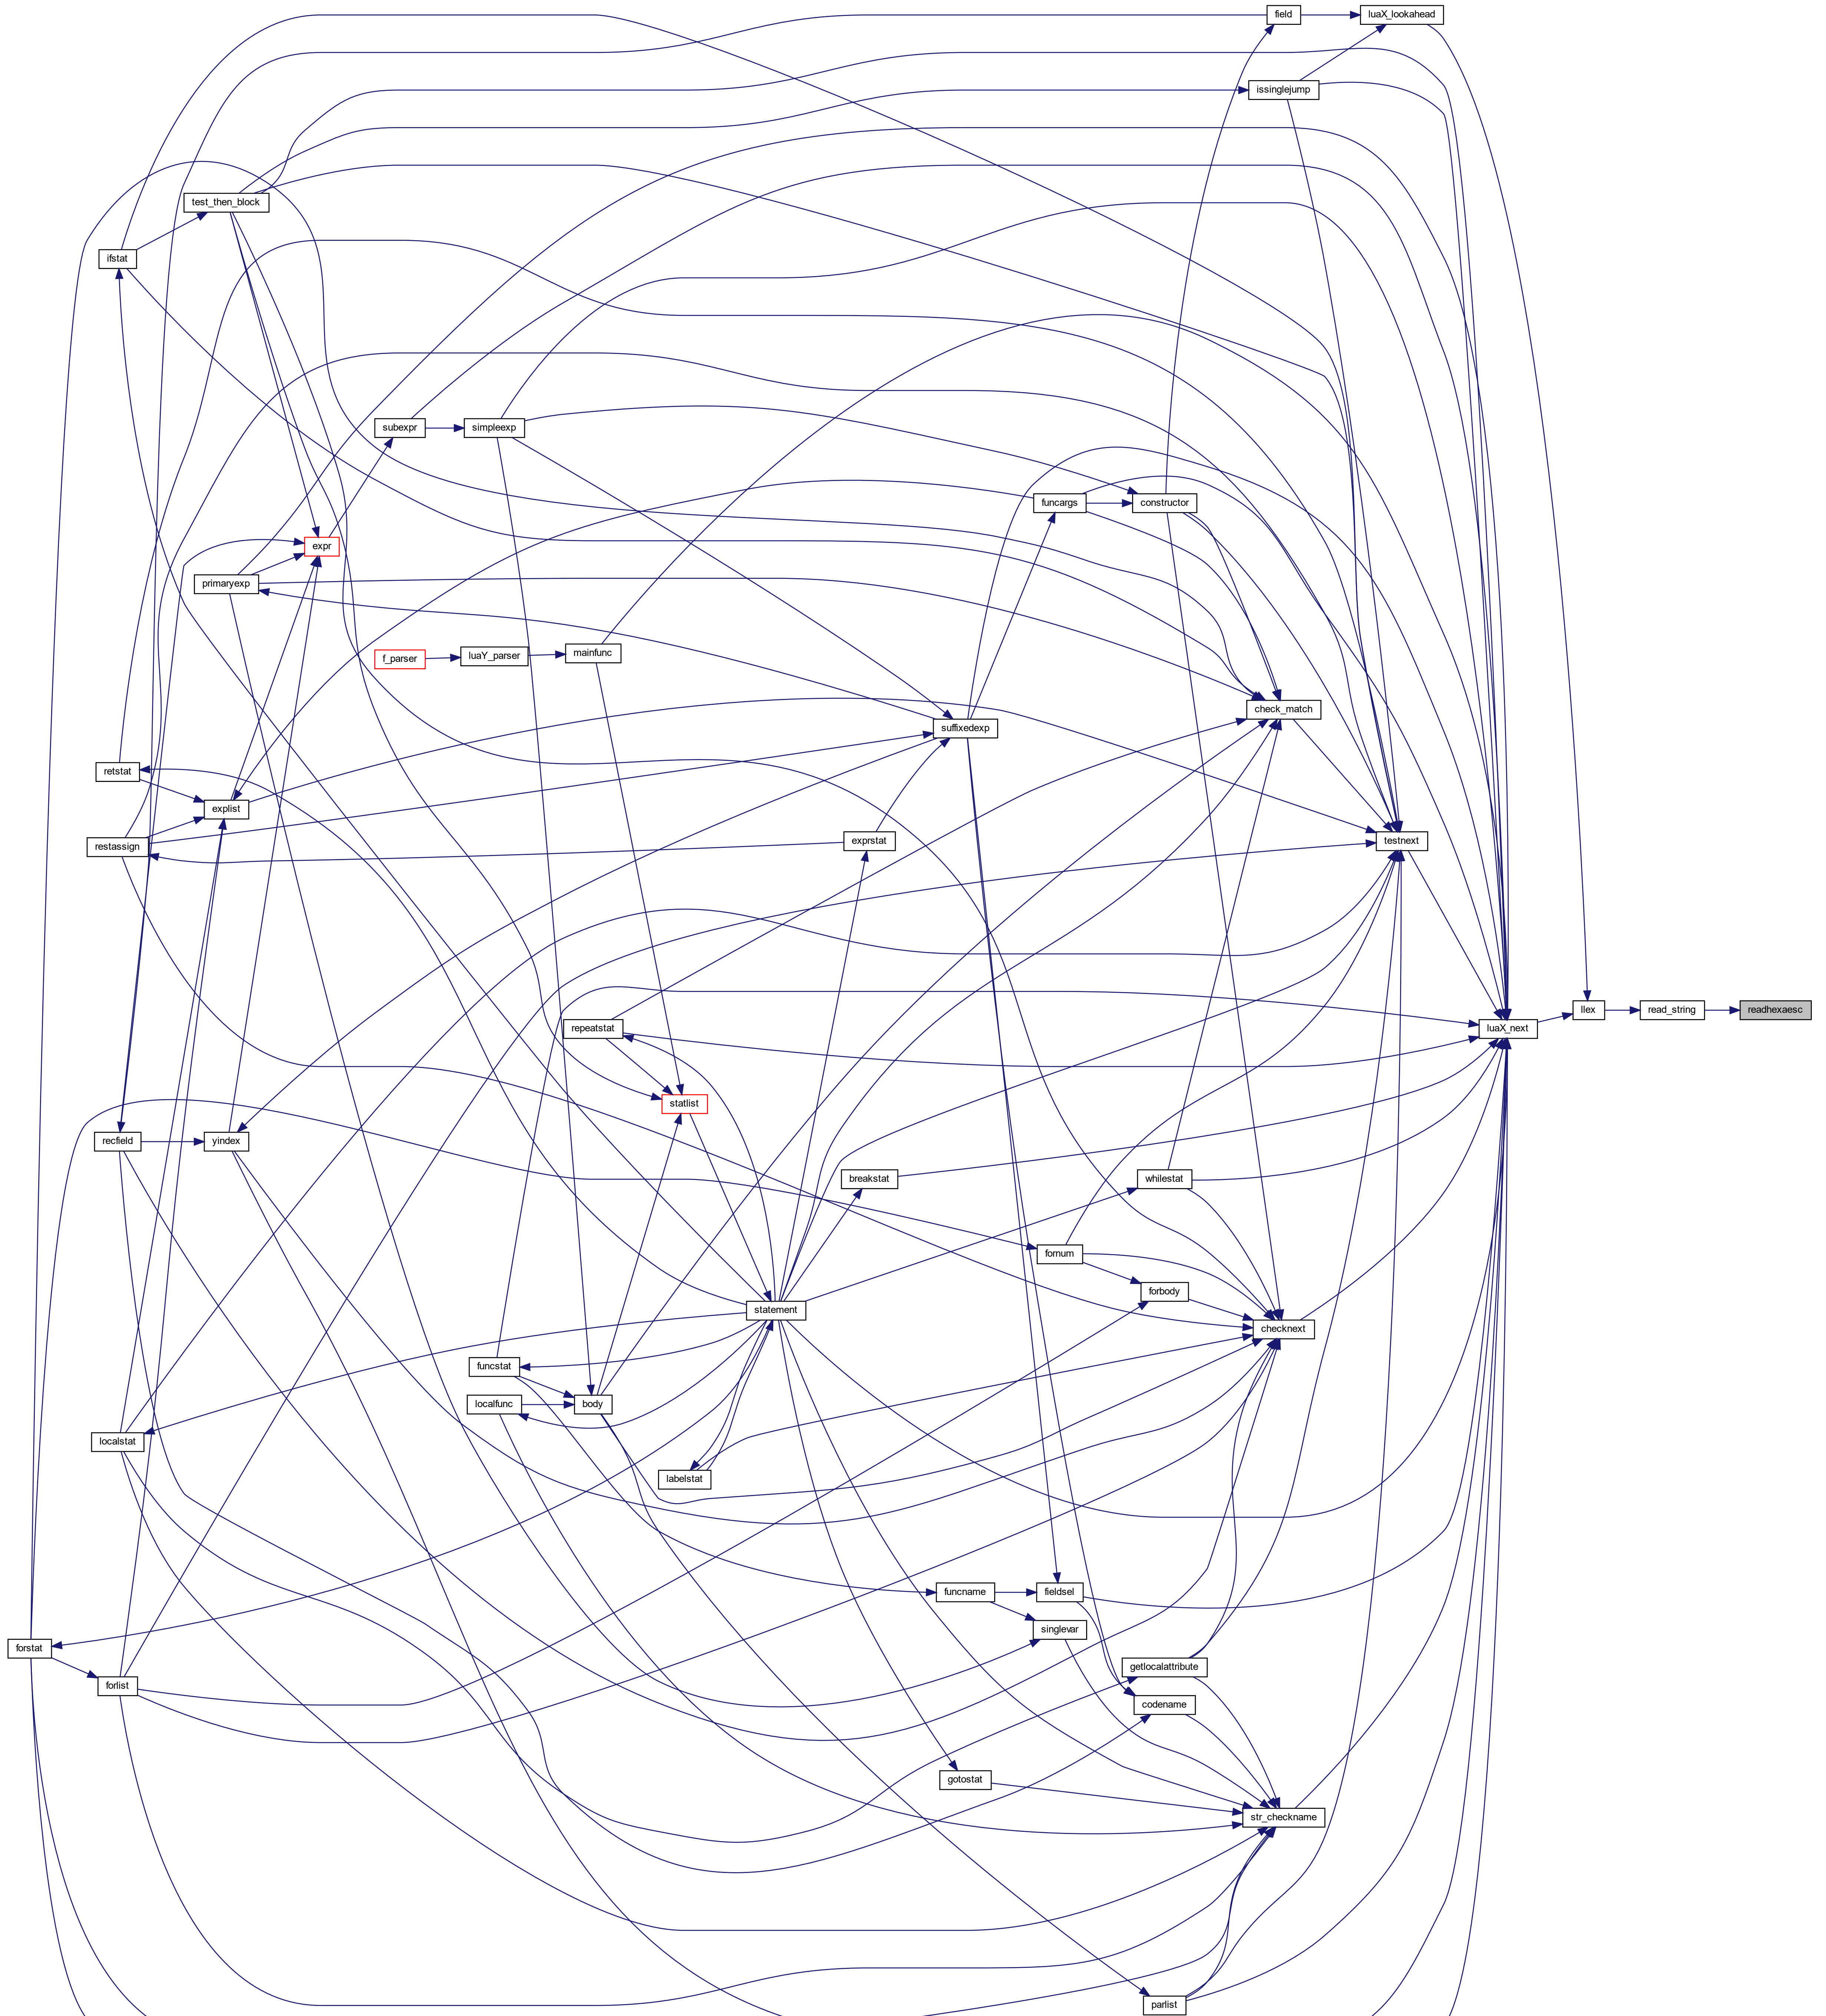 field
luaX_lookahead
issinglejump
test_then_block
ifstat
subexpr
simpleexp
funcargs
constructor
expr
primaryexp
f_parser
luaY_parser
mainfunc
check_match
suffixedexp
retstat
explist
restassign
exprstat
testnext
llex
read_string
readhexaesc
repeatstat
luaX_next
statlist
recfield
yindex
breakstat
whilestat
fornum
forbody
statement
checknext
funcstat
localfunc
body
localstat
labelstat
funcname
fieldsel
singlevar
forstat
getlocalattribute
forlist
codename
gotostat
str_checkname
parlist